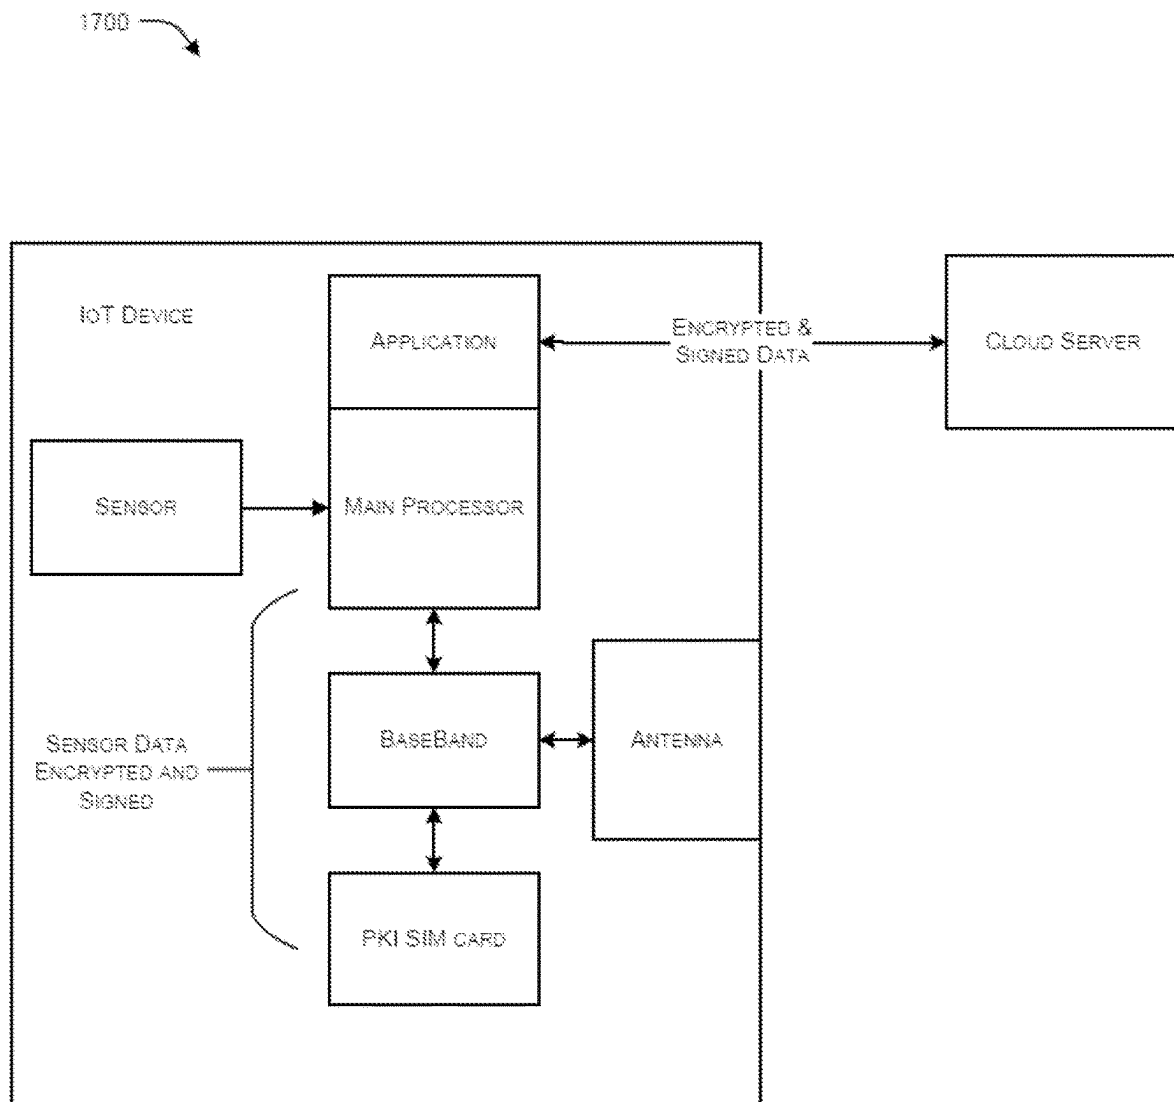 1700
IoT Device
Application
Encrypted &
Signed Data
Cloud Server
Sensor
Main Processor
Sensor Data
Encrypted and
Signed
BaseBand
Antenna
PKI SIM card